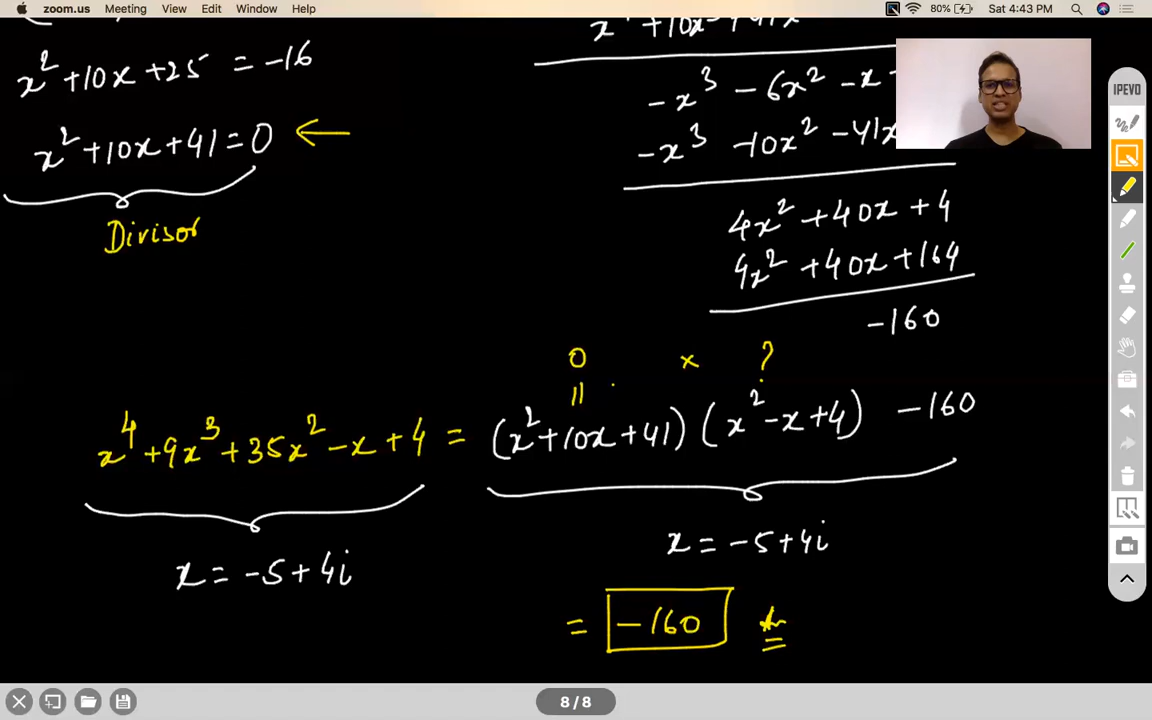 zoom.us Meeting View Edit Window Help 80% Sat 4:43 PM
x² + 10x + 25 = -16
x² + 10x + 41 = 0 ←
Divisor
-x³ - 6x² - x
-x³ - 10x² - 41x
4x² + 40x + 4
4x² + 40x + 164
-160
0 × ?
||
x⁴ + 9x³ + 35x² - x + 4 = (x² + 10x + 41) (x² - x + 4) - 160
x = -5 + 4i
x = -5 + 4i
= -160
IPEVO
8 / 8